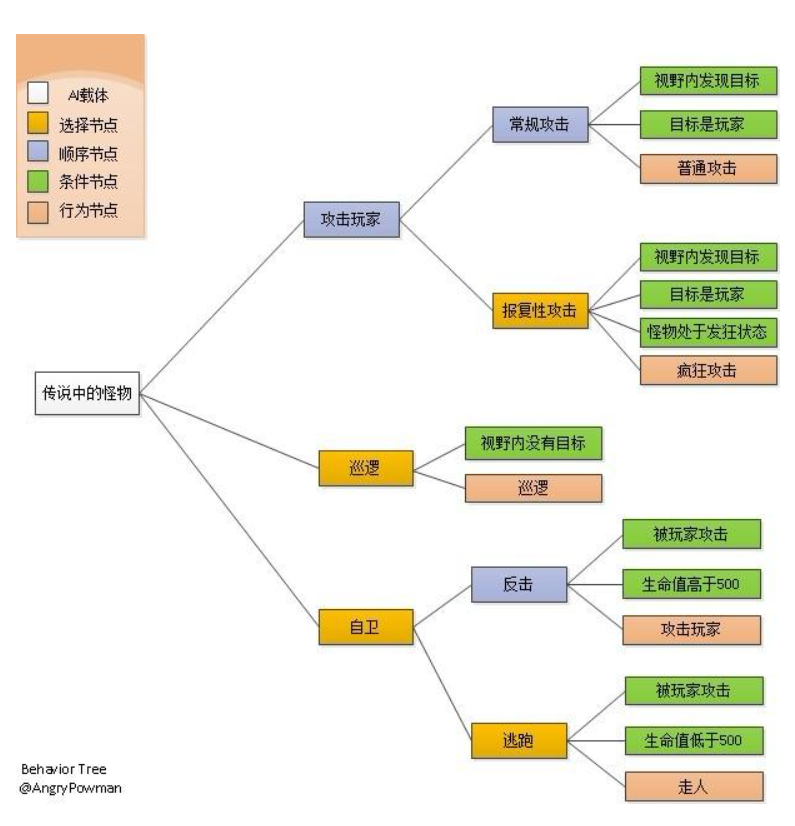 AI载体
选择节点
顺序节点
条件节点
行为节点
传说中的怪物
攻击玩家
常规攻击
视野内发现目标
目标是玩家
普通攻击
报复性攻击
视野内发现目标
目标是玩家
怪物处于发狂状态
疯狂攻击
巡逻
视野内没有目标
巡逻
自卫
反击
被玩家攻击
生命值高于500
攻击玩家
逃跑
被玩家攻击
生命值低于500
走人
Behavior Tree
@AngryPowman